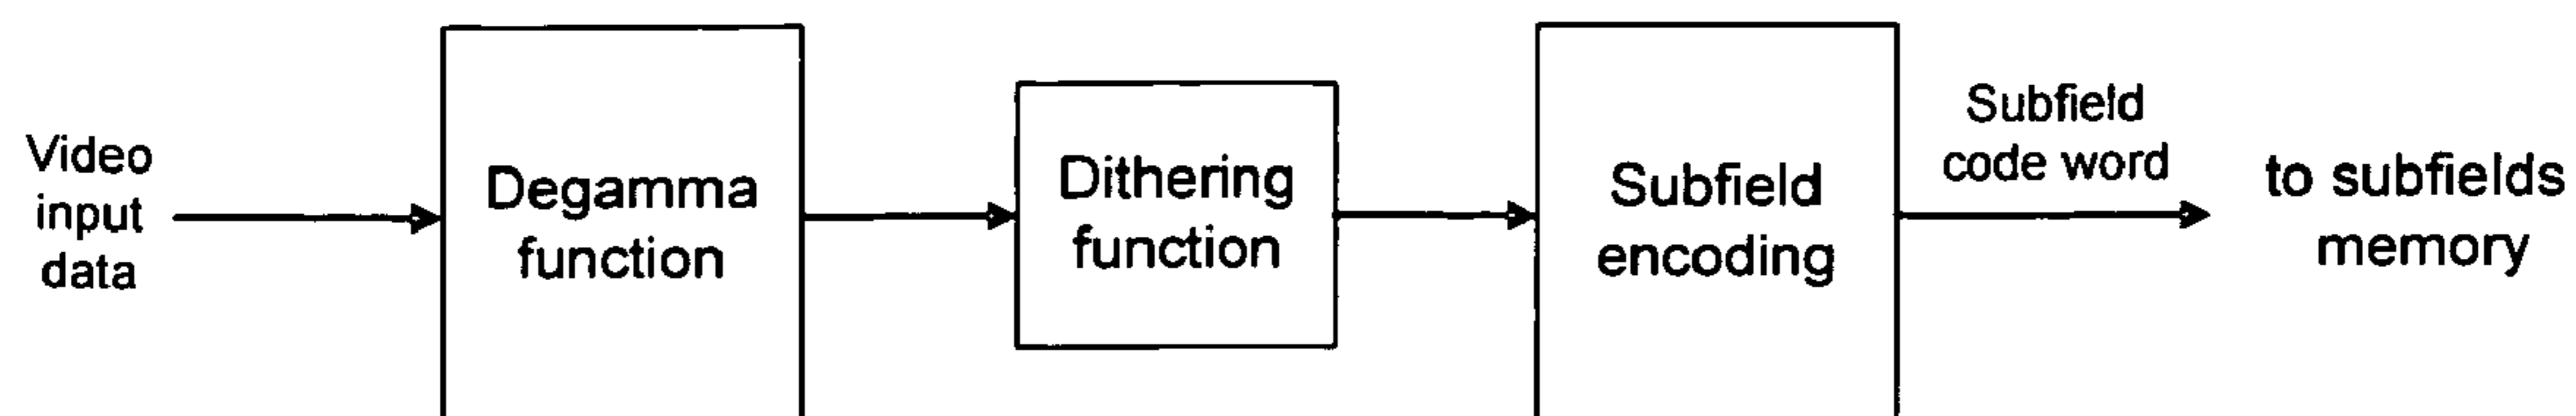 Video
input
data
Degamma
function
Dithering
function
Subfield
encoding
Subfield
code word
to subfields
memory